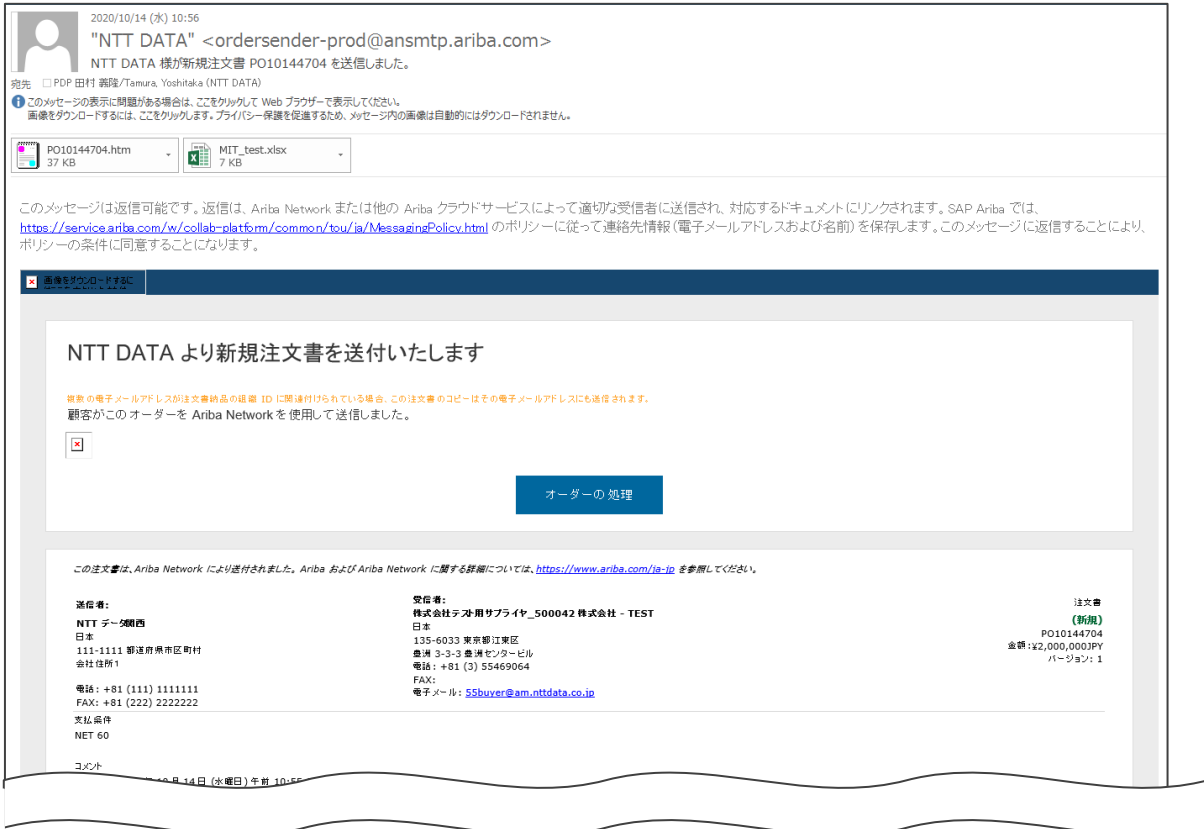 2020/10/14 (水) 10:56
"NTT DATA" <ordersender-prod@ansmtp.ariba.com>
NTT DATA 様が新規注文書 PO10144704 を送信しました。
宛先 □ PDP 田村 義隆/Tamura, Yoshitaka (NTT DATA)
このメッセージの表示に問題がある場合は、ここをクリックして Web ブラウザーで表示してください。
画像をダウンロードするには、ここをクリックします。プライバシー保護を促進するため、メッセージ内の画像は自動的にはダウンロードされません。
PO10144704.htm
37 KB
MIT_test.xlsx
7 KB
このメッセージは返信可能です。返信は、Ariba Network または他の Ariba クラウドサービスによって適切な受信者に送信され、対応するドキュメントにリンクされます。SAP Ariba では、
https://service.ariba.com/w/collab-platform/common/tou/ja/MessagingPolicy.html のポリシーに従って連絡先情報(電子メールアドレスおよび名前)を保存します。このメッセージに返信することにより、
ポリシーの条件に同意することになります。
画像をダウンロードするに
NTT DATA より新規注文書を送付いたします
複数の電子メールアドレスが注文書納品の組織 ID に関連付けられている場合、この注文書のコピーはその電子メールアドレスにも送信されます。
顧客がこのオーダーを Ariba Networkを使用して送信しました。
オーダーの処理
この注文書は、Ariba Network により送付されました。Ariba および Ariba Network に関する詳細については、https://www.ariba.com/ja-jp を参照してください。
送信者:
NTT データ関西
日本
111-1111 都道府県市区町村
会社住所1
電話: +81 (111) 1111111
FAX: +81 (222) 2222222
受信者:
株式会社テスト用サプライヤ_500042 株式会社 - TEST
日本
135-6033 東京都江東区
豊洲 3-3-3 豊洲センタービル
電話: +81 (3) 55469064
FAX:
電子メール: 55buyer@am.nttdata.co.jp
注文書
(新規)
PO10144704
金額:¥2,000,000JPY
バージョン: 1
支払条件
NET 60
コメント
10 月 14 日 (水曜日) 午前 10:55